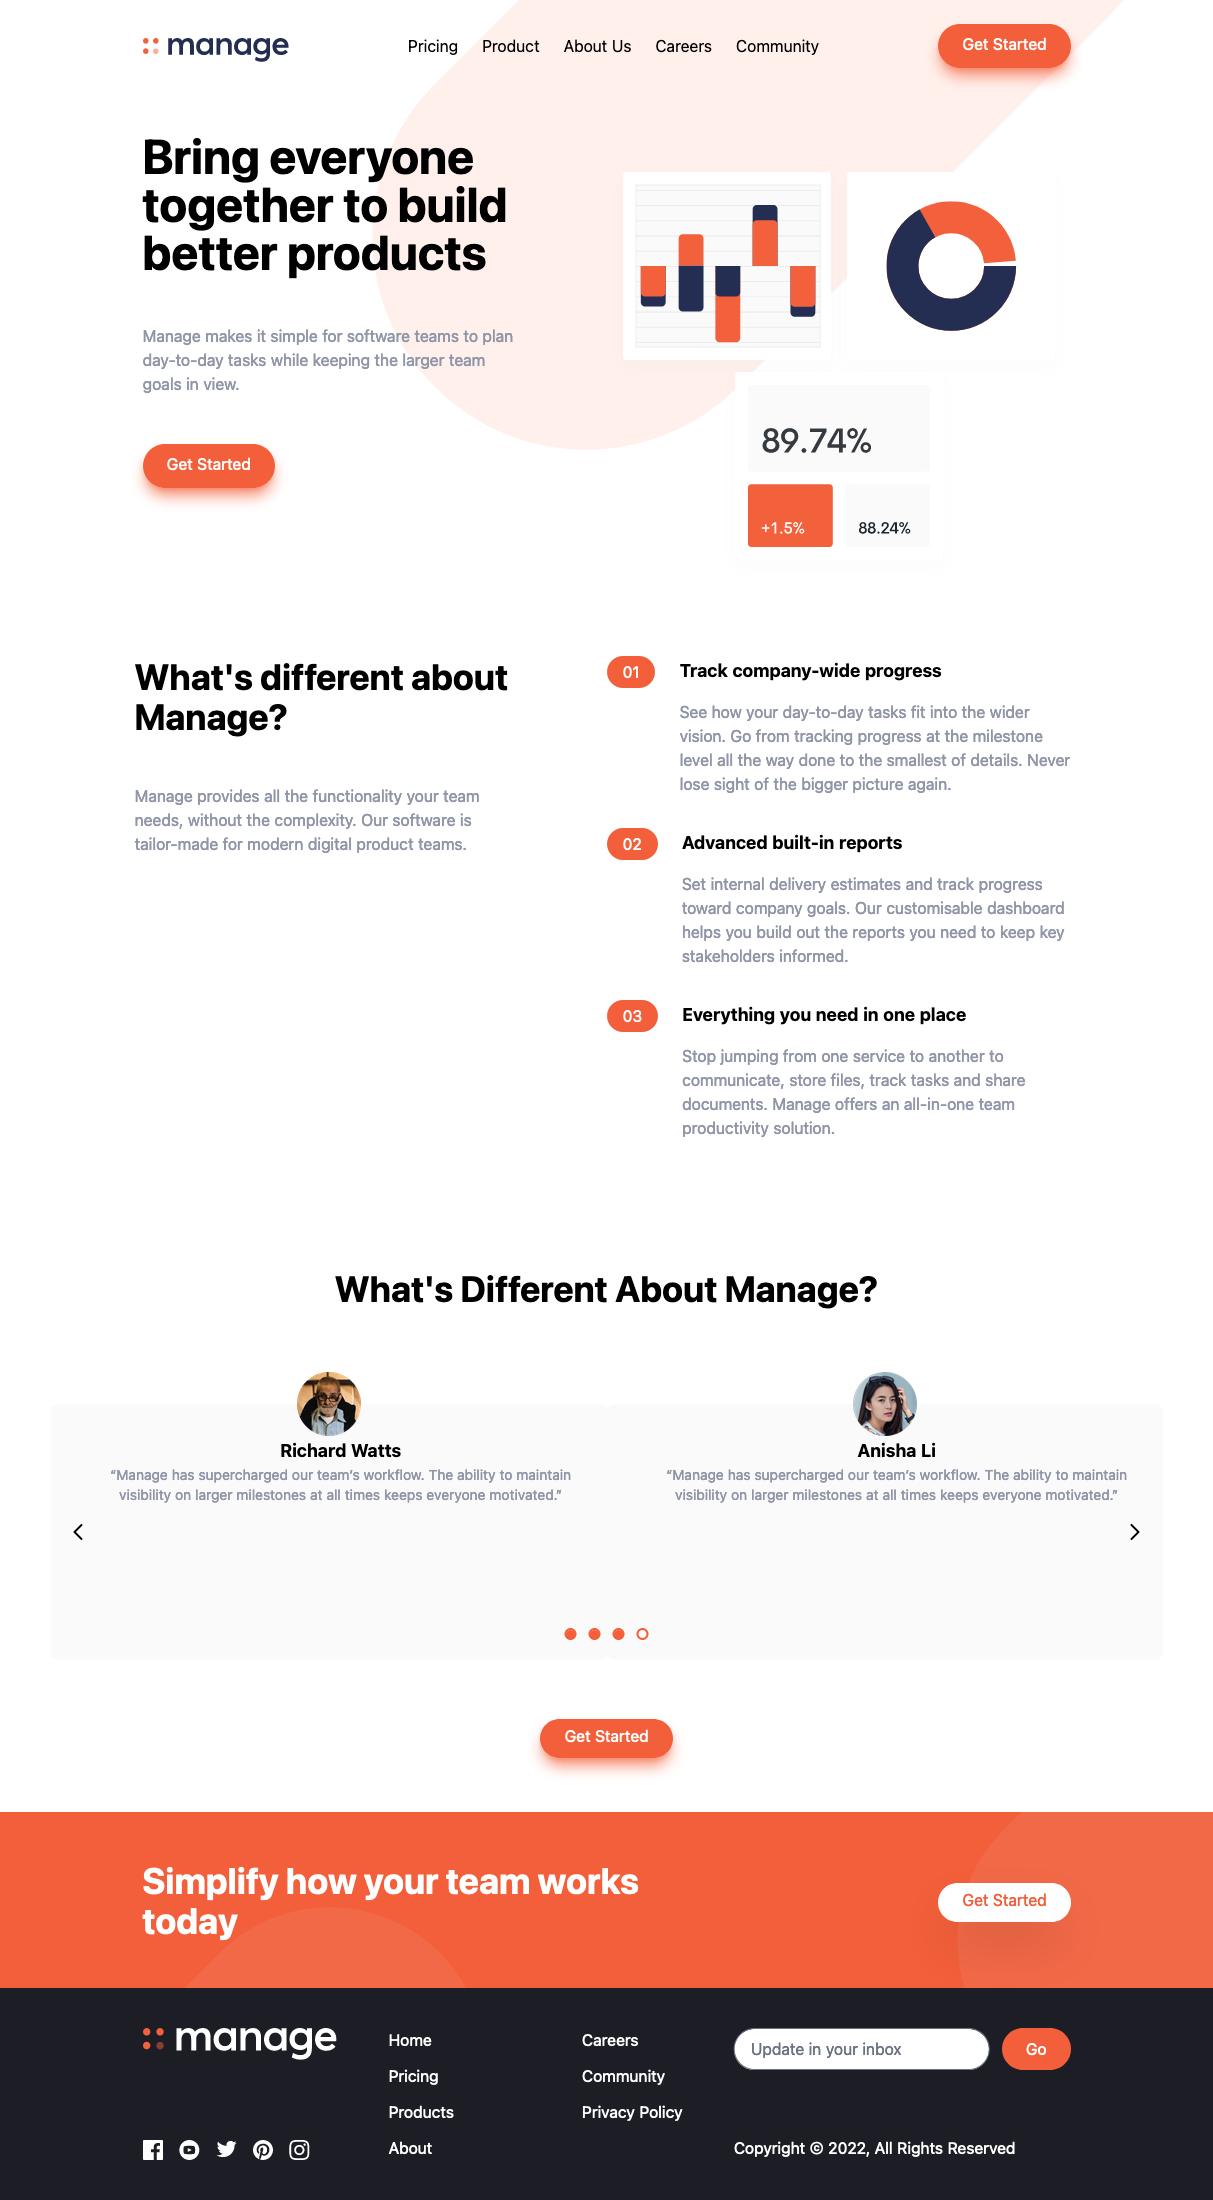 manage
Pricing
Product
About Us
Careers
Community
Get Started
Bring everyone
together to build
better products
Manage makes it simple for software teams to plan
day-to-day tasks while keeping the larger team
goals in view.
Get Started
89.74%
+1.5%
88.24%
What's different about
Manage?
Manage provides all the functionality your team
needs, without the complexity. Our software is
tailor-made for modern digital product teams.
01
Track company-wide progress
See how your day-to-day tasks fit into the wider
vision. Go from tracking progress at the milestone
level all the way done to the smallest of details. Never
lose sight of the bigger picture again.
02
Advanced built-in reports
Set internal delivery estimates and track progress
toward company goals. Our customisable dashboard
helps you build out the reports you need to keep key
stakeholders informed.
03
Everything you need in one place
Stop jumping from one service to another to
communicate, store files, track tasks and share
documents. Manage offers an all-in-one team
productivity solution.
What's Different About Manage?
Richard Watts
“Manage has supercharged our team’s workflow. The ability to maintain
visibility on larger milestones at all times keeps everyone motivated.”
Anisha Li
“Manage has supercharged our team’s workflow. The ability to maintain
visibility on larger milestones at all times keeps everyone motivated.”
Get Started
Simplify how your team works
today
Get Started
manage
Home
Pricing
Products
About
Careers
Community
Privacy Policy
Update in your inbox
Go
Copyright © 2022, All Rights Reserved